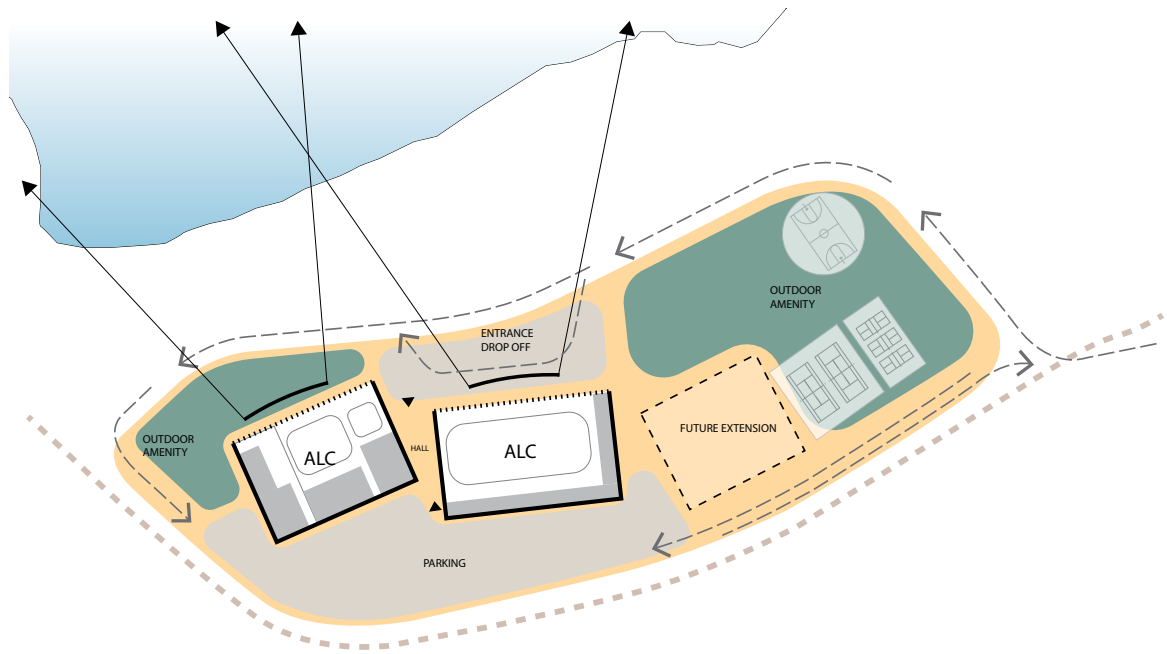 OUTDOOR
AMENITY
ENTRANCE
DROP OFF
FUTURE EXTENSION
OUTDOOR
AMENITY
ALC
HALL
ALC
PARKING